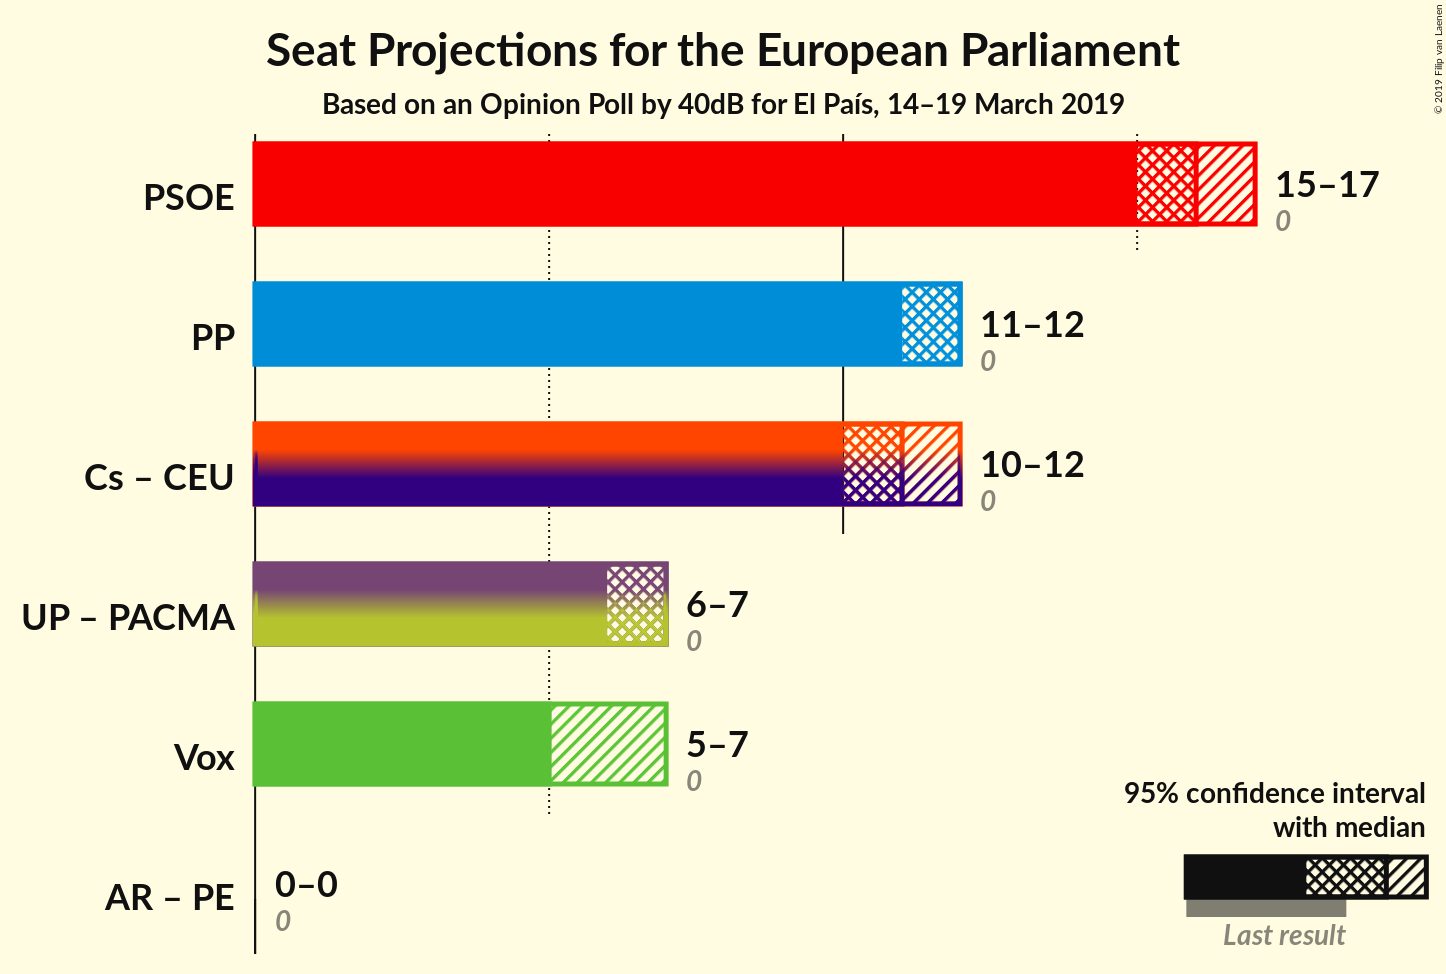 Seat Projections for the European Parliament
Based on an Opinion Poll by 40dB for El País, 14–19 March 2019
© 2019 Filip van Laenen
PSOE
15–17
0
PP
11–12
0
Cs – CEU
10–12
0
UP – PACMA
6–7
0
Vox
5–7
0
AR – PE
0–0
0
95% confidence interval
with median
Last result